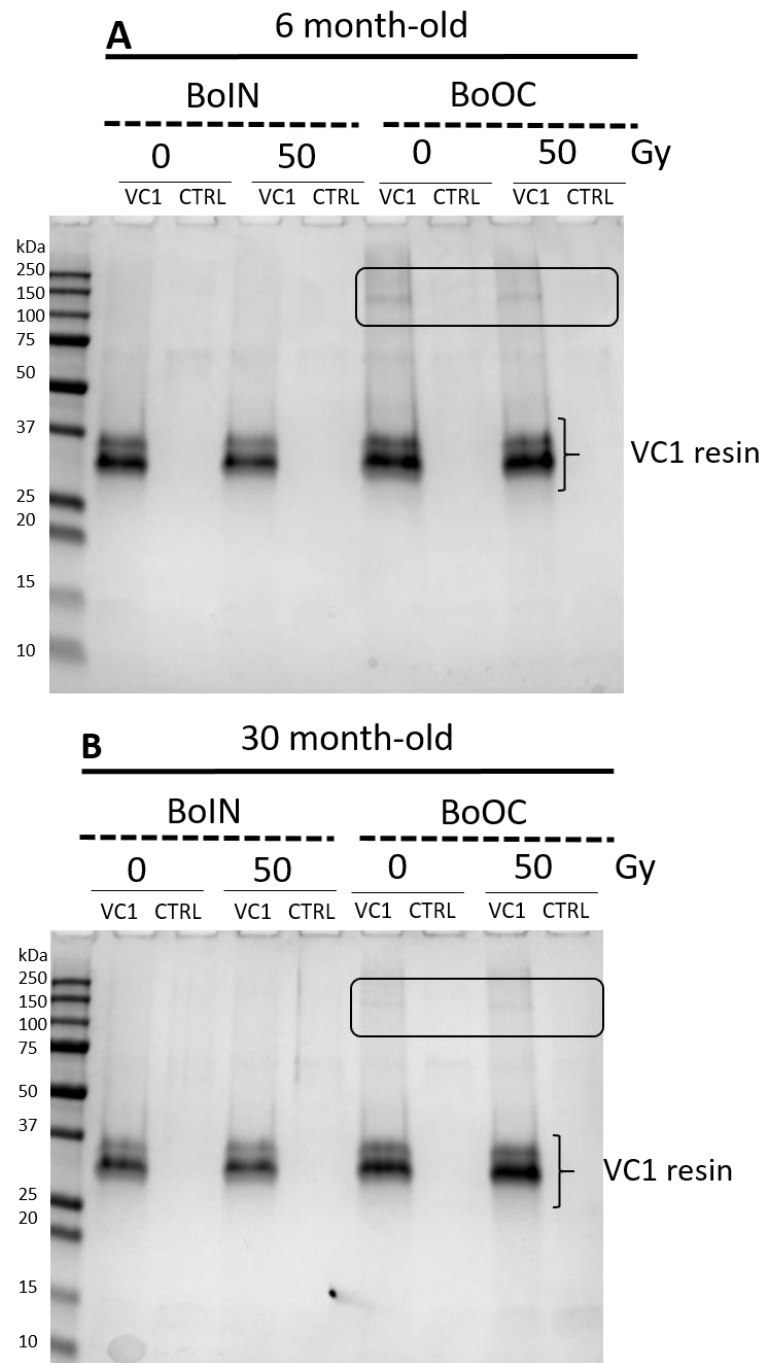 A 6 month-old
BoIN BoOC
0 50 0 50 Gy
VC1 CTRL VC1 CTRL VC1 CTRL VC1 CTRL
kDa
250
150
100
75
50
37
VC1 resin
25
20
15
10
B 30 month-old
BoIN BoOC
0 50 0 50 Gy
VC1 CTRL VC1 CTRL VC1 CTRL VC1 CTRL
kDa
250
150
100
75
50
37
VC1 resin
25
20
15
10